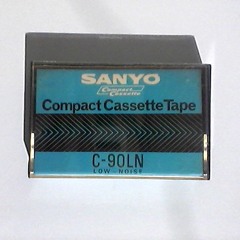 SANYO
Compact
Cassette
Compact Cassette Tape
C-90LN
LOW NOISE